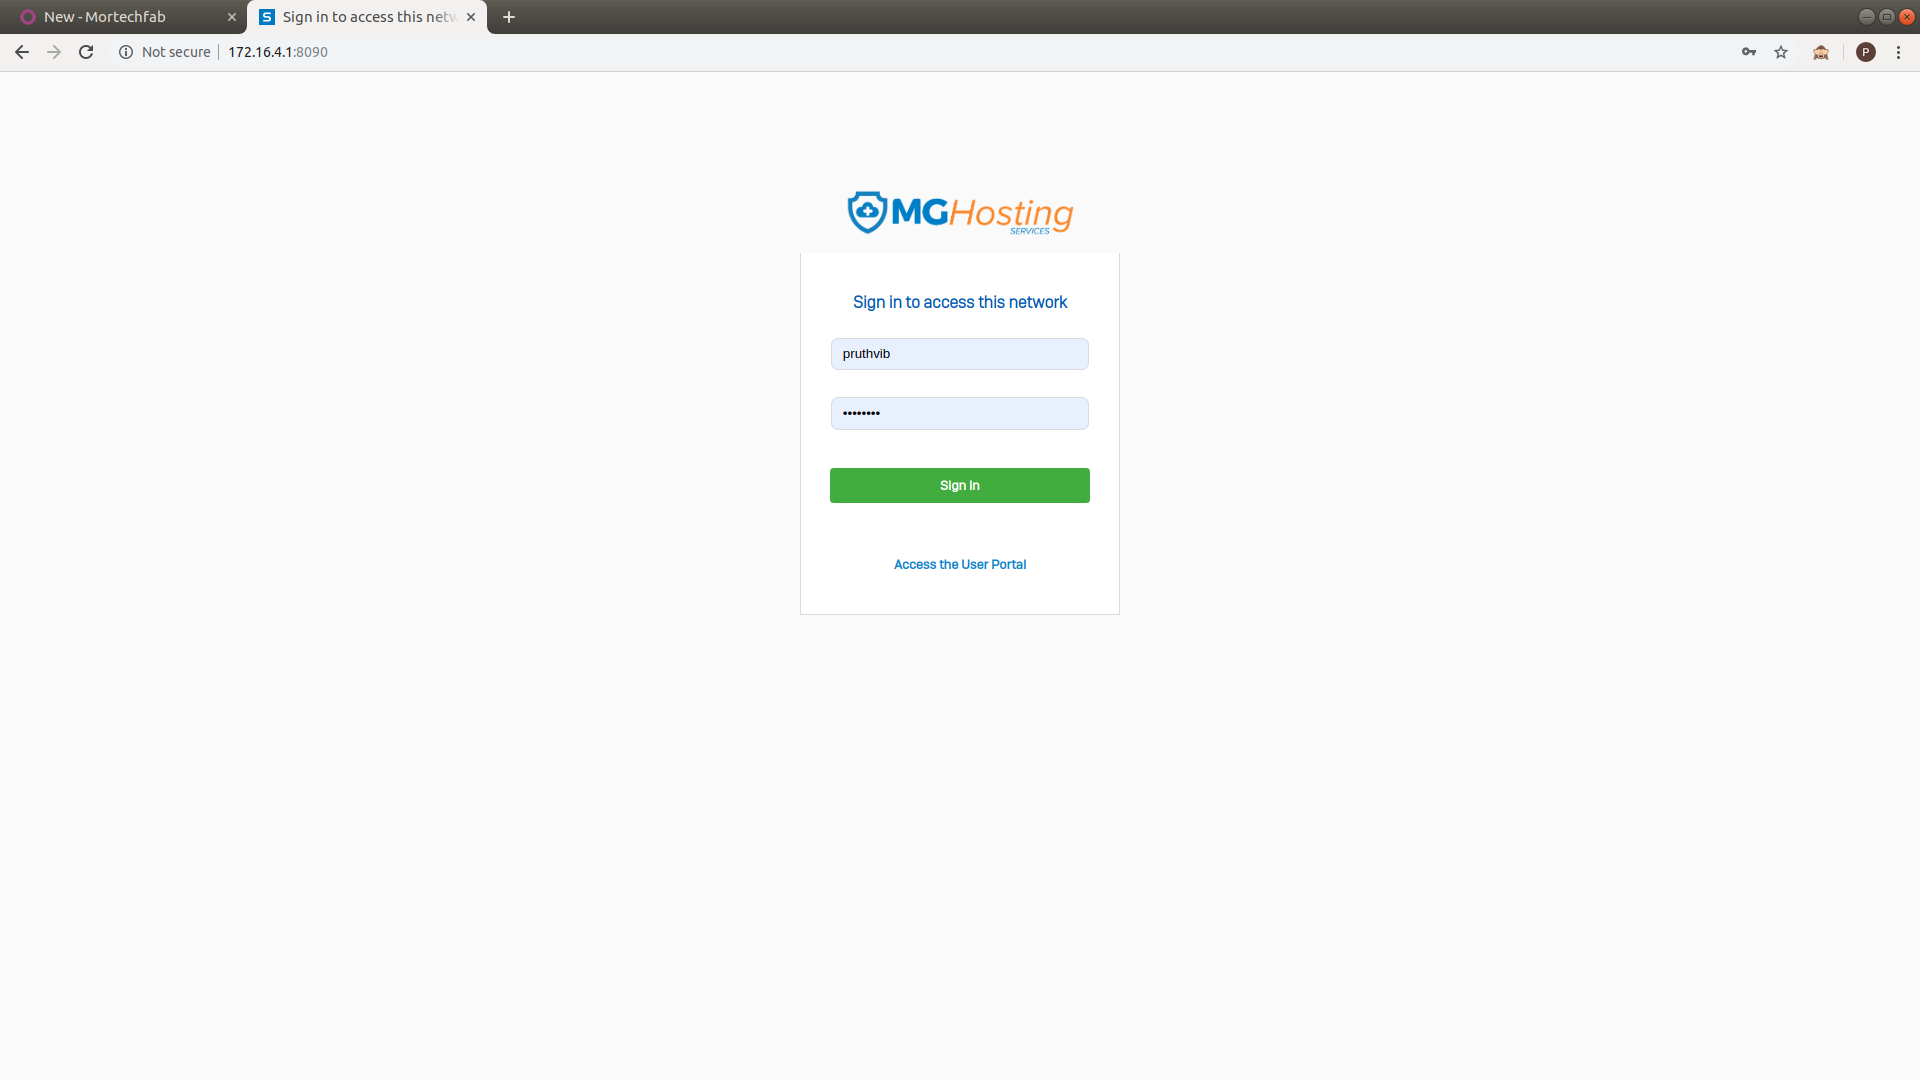 New - Mortechfab
Sign in to access this netw
Not secure
172.16.4.1:8090
P
MGHosting
SERVICES
Sign in to access this network
pruthvib
••••••••
Sign in
Access the User Portal